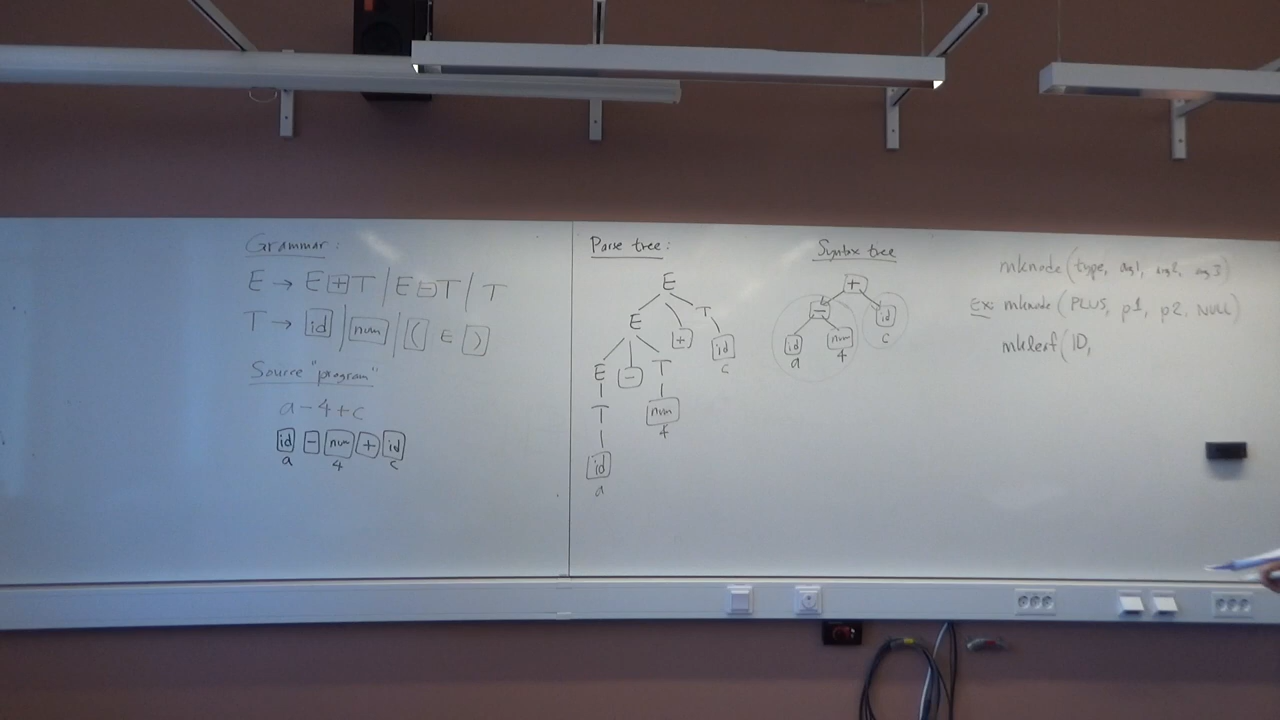 Grammar:
E → E + T | E - T | T
T → id | num | ( E )
Source "program"
a - 4 + c
id - num + id
a 4 c
Parse tree:
E
E + T
E - T id
c
T num
4
id
a
Syntax tree
+
- id
c
id num
a 4
mknode(type, arg1, arg2, arg3)
Ex: mknode(PLUS, p1, p2, NULL)
mkleaf(ID,